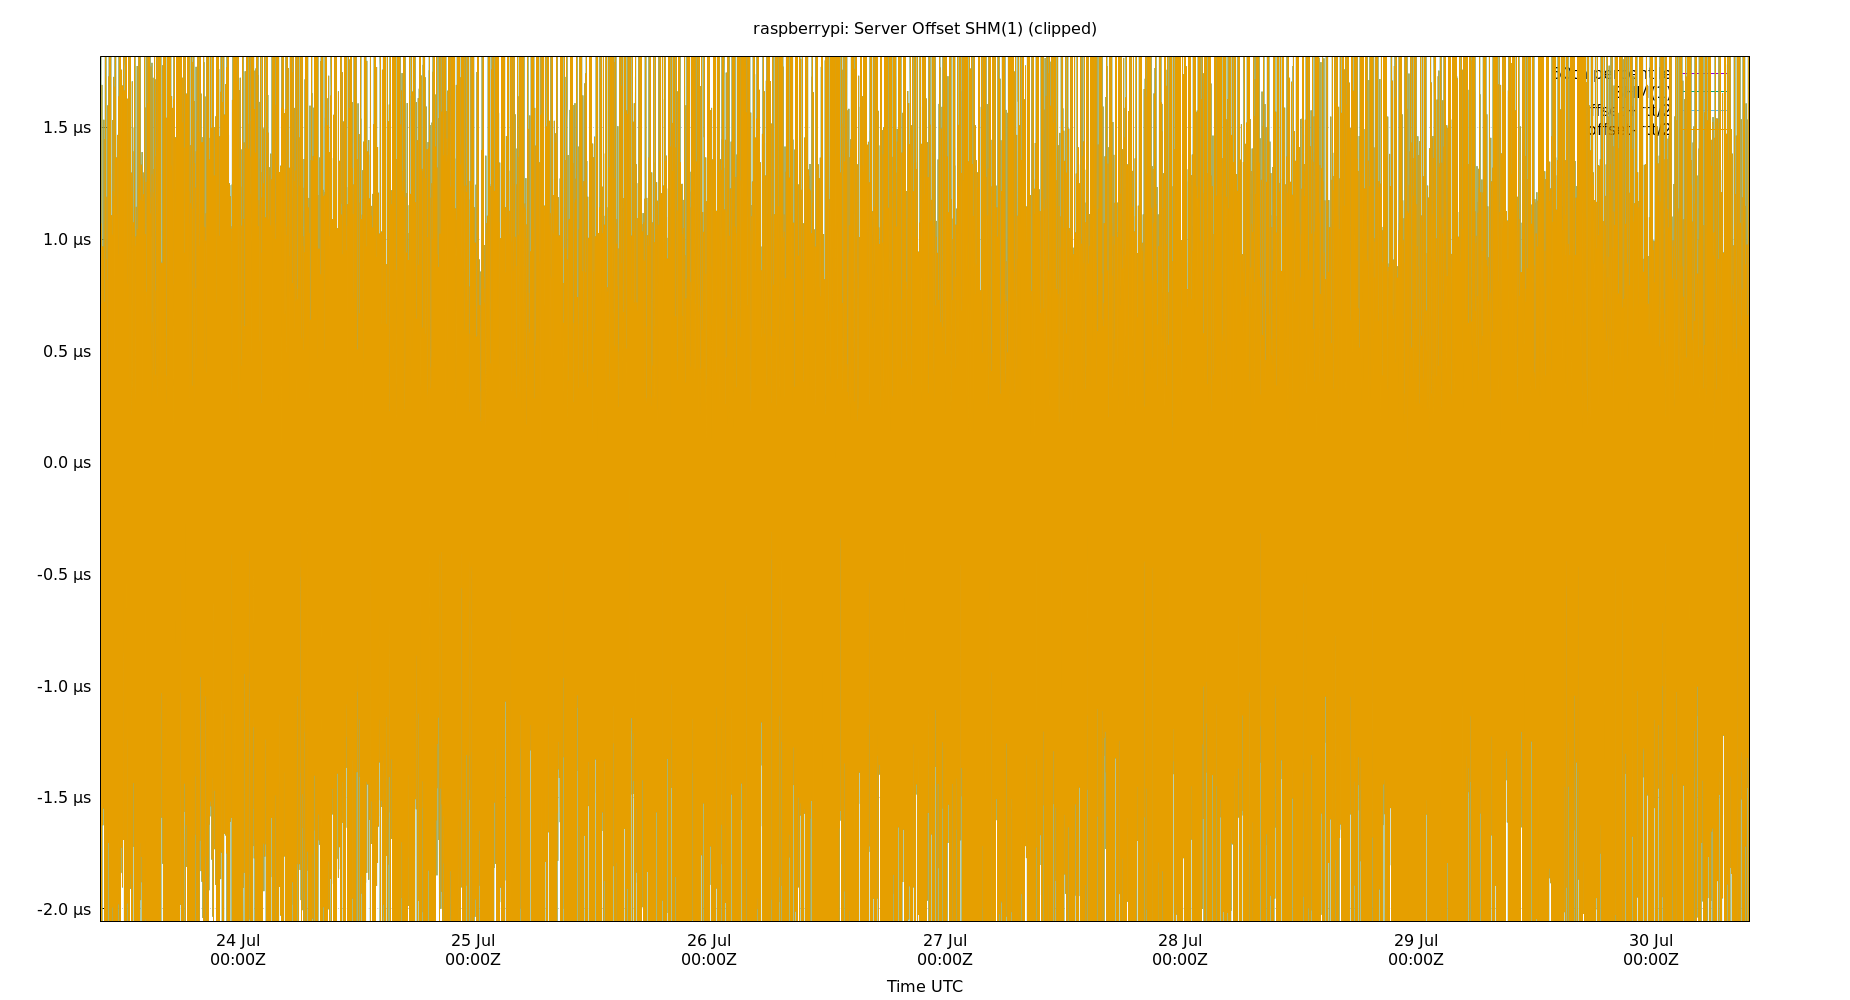 raspberrypi: Server Offset SHM(1) (clipped)
1.5 µs
1.0 µs
0.5 µs
0.0 µs
-0.5 µs
-1.0 µs
-1.5 µs
-2.0 µs
24 Jul 25 Jul 26 Jul 27 Jul 28 Jul 29 Jul 30 Jul
00:00Z 00:00Z 00:00Z 00:00Z 00:00Z 00:00Z 00:00Z
Time UTC